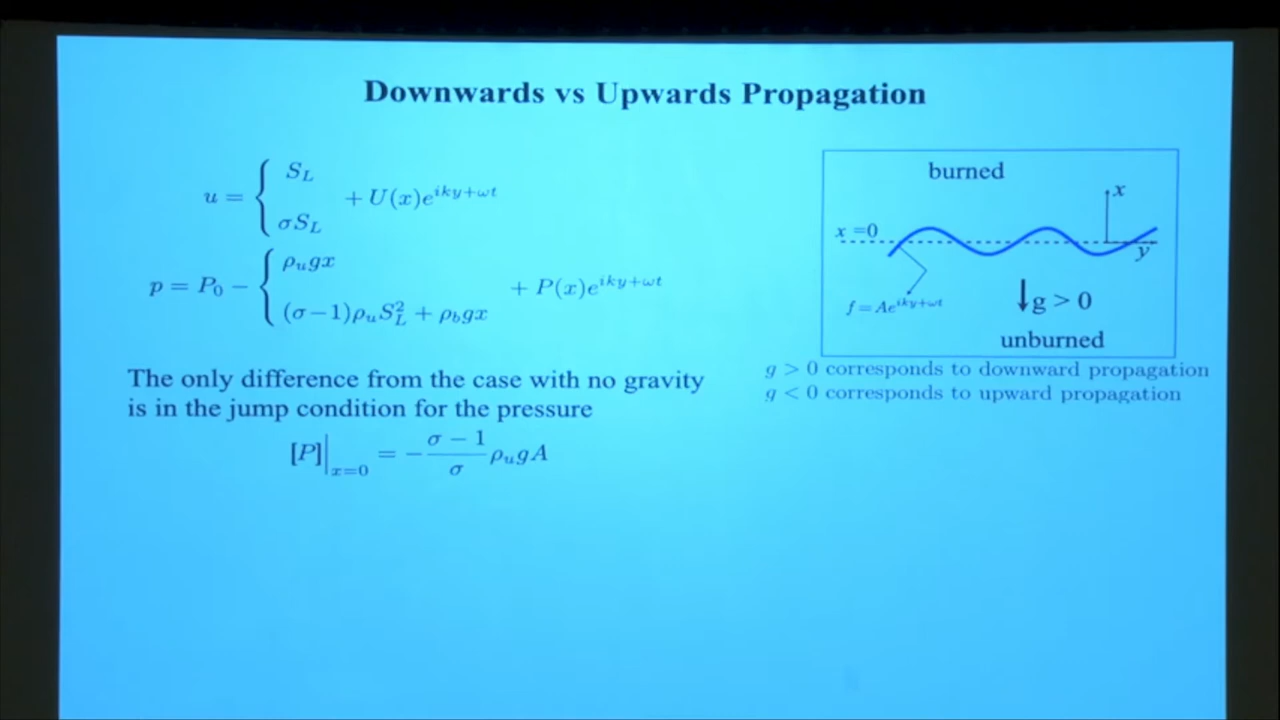 Downwards vs Upwards Propagation
u = { S_L
σS_L
+ U(x)e^{iky+ωt}
p = P_0 − { ρ_u gx
(σ−1)ρ_u S_L^2 + ρ_b gx
+ P(x)e^{iky+ωt}
burned
x
x =0
y
f = Ae^{iky+ωt}
g > 0
unburned
g > 0 corresponds to downward propagation
g < 0 corresponds to upward propagation
The only difference from the case with no gravity
is in the jump condition for the pressure
[P]|_{x=0} = − \frac{σ − 1}{σ} ρ_u gA